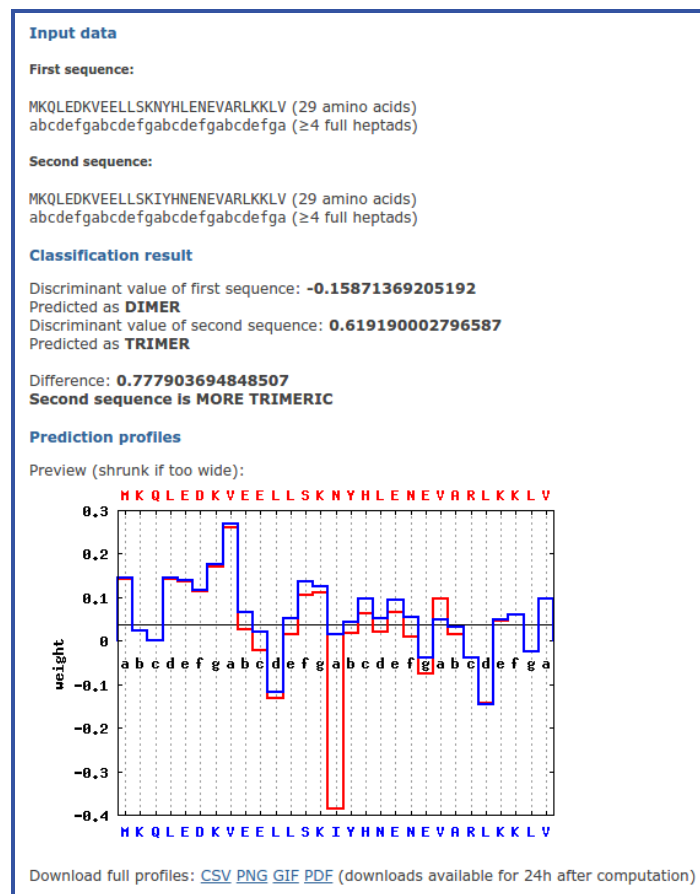 Input data
First sequence:
MKQLEDKVEELLSKNYHLENEVARLKKLV (29 amino acids)
abcdefgabcdefgabcdefgabcdefga (≥4 full heptads)
Second sequence:
MKQLEDKVEELLSKIYHNENEVARLKKLV (29 amino acids)
abcdefgabcdefgabcdefgabcdefga (≥4 full heptads)
Classification result
Discriminant value of first sequence: -0.15871369205192
Predicted as DIMER
Discriminant value of second sequence: 0.619190002796587
Predicted as TRIMER
Difference: 0.777903694848507
Second sequence is MORE TRIMERIC
Prediction profiles
Preview (shrunk if too wide):
M K Q L E D K V E E L L S K N Y H L E N E V A R L K K L V
0.3
0.2
0.1
0
a b c d e f g a b c d e f g a b c d e f g a b c d e f g a
-0.1
-0.2
-0.3
-0.4
weight
M K Q L E D K V E E L L S K I Y H N E N E V A R L K K L V
Download full profiles: CSV PNG GIF PDF (downloads available for 24h after computation)